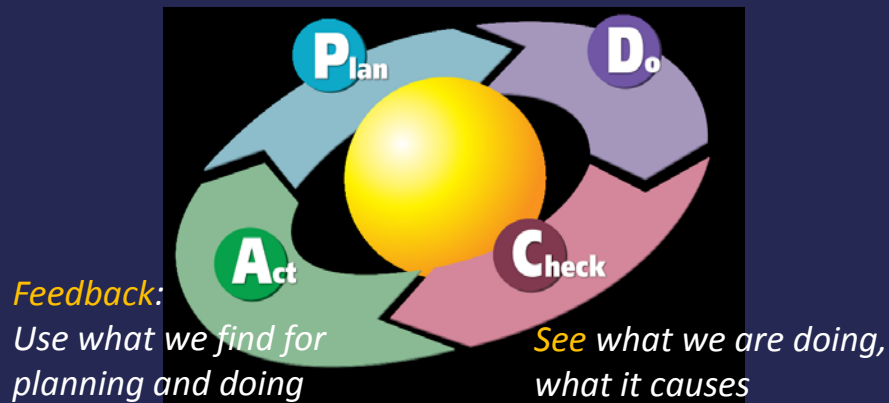 Plan
Do
Act
Check
Feedback:
Use what we find for
planning and doing
See what we are doing,
what it causes